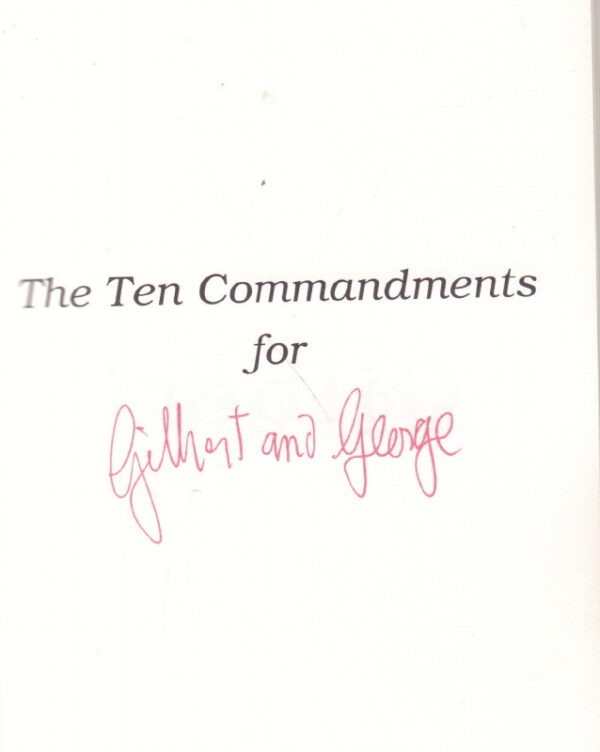 The Ten Commandments
for
Gilbert and George